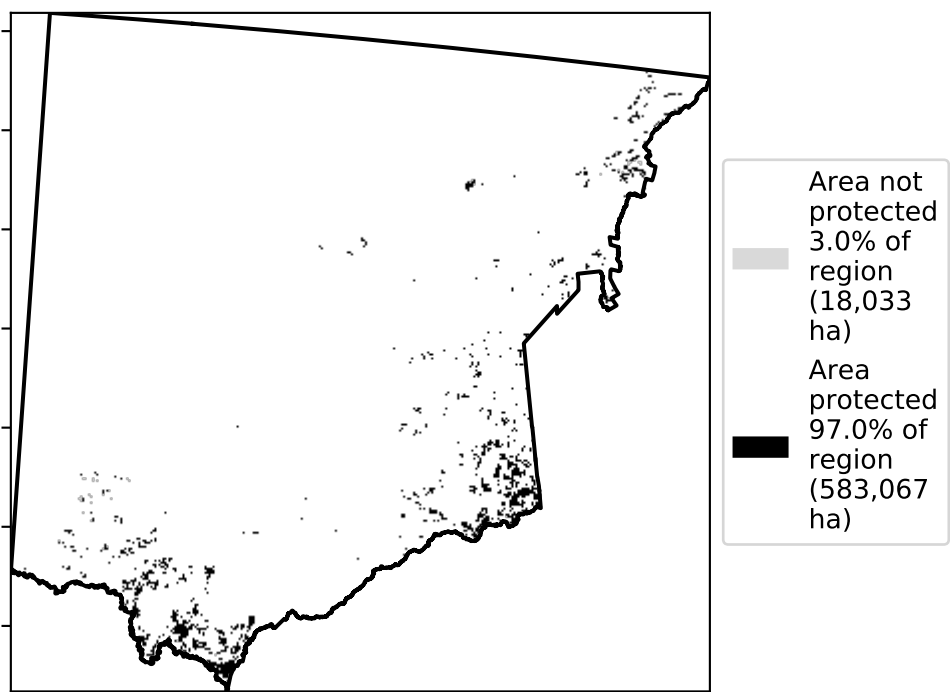 Area not
protected
3.0% of
region
(18,033
ha)
Area
protected
97.0% of
region
(583,067
ha)